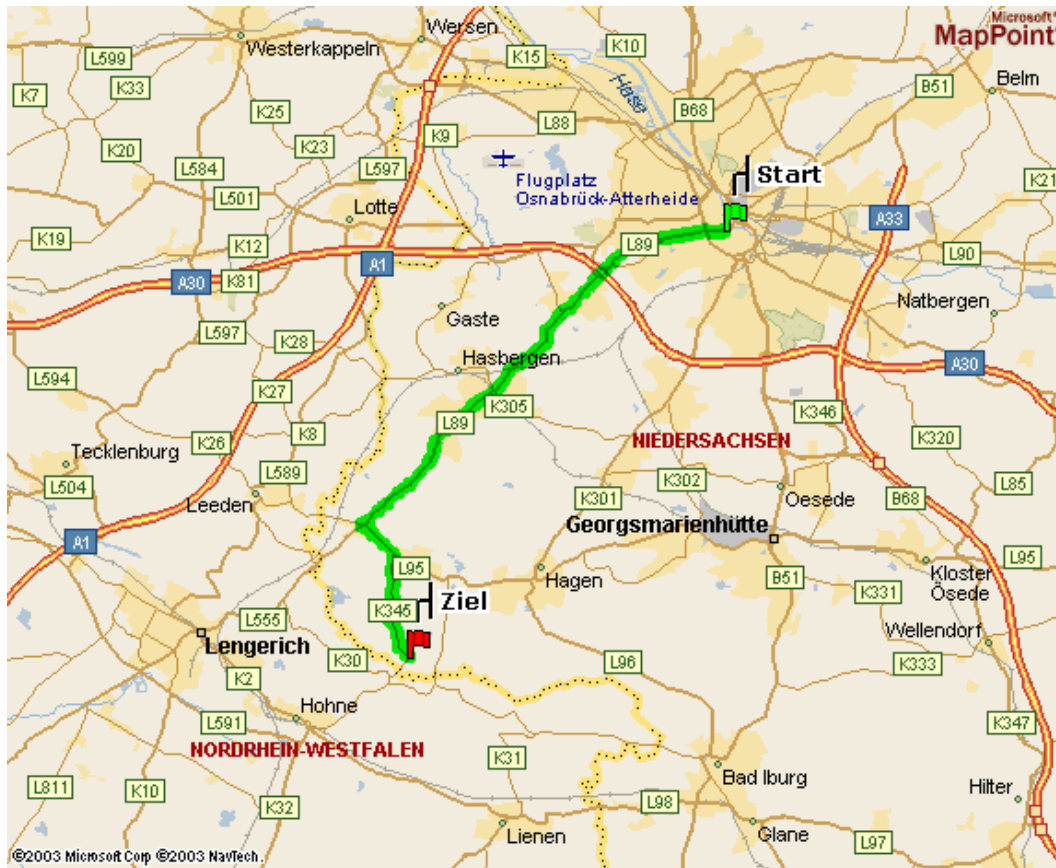 Microsoft®
MapPoint®
Wersen
Westerkappeln
K10
K15
L599
K33
K7
Hase
B51
Belm
B68
K25
L88
K9
K23
K20
L584
L597
Start
K21
Flugplatz
Osnabrück-Atterheide
L501
Lotte
A33
K19
K12
L89
L90
A1
A30
K81
Natbergen
Gaste
L597
K28
Hasbergen
A30
L594
K27
K305
K346
L89
K8
K26
NIEDERSACHSEN
K320
Tecklenburg
L589
K302
L85
L504
Leeden
K301
Oesede
B68
Georgsmarienhütte
A1
L95
L95
Hagen
B51
Kloster
Ösede
K345
Ziel
K331
L555
Wellendorf
Lengerich
K30
L96
K333
K2
Hohne
L591
K347
NORDRHEIN-WESTFALEN
K31
Bad Iburg
L811
K10
Hitter
K32
L98
Lienen
Glane
L97
©2003 Microsoft Corp ©2003 NavTech.